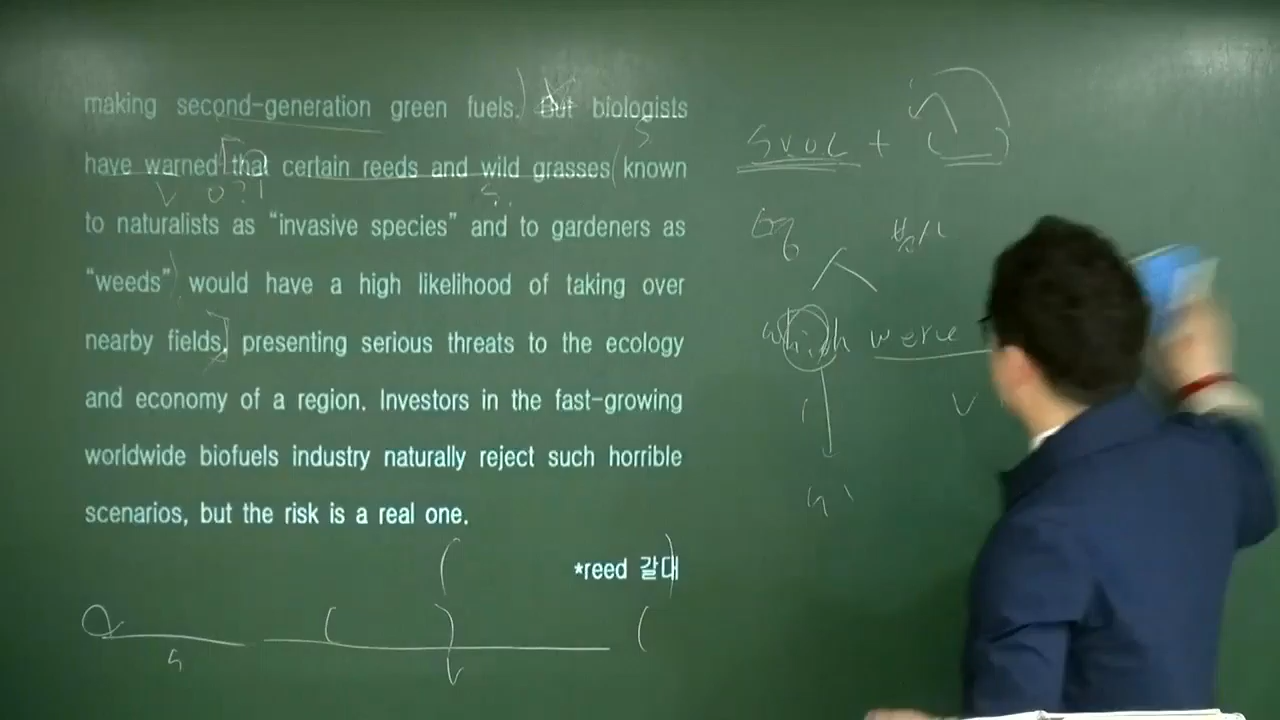 making second-generation green fuels. But biologists
have warned that certain reeds and wild grasses known
to naturalists as “invasive species” and to gardeners as
“weeds” would have a high likelihood of taking over
nearby fields, presenting serious threats to the ecology
and economy of a region. Investors in the fast-growing
worldwide biofuels industry naturally reject such horrible
scenarios, but the risk is a real one.
*reed 갈대
S
V O ? ! S
SVOC + ( )
which were
V
S